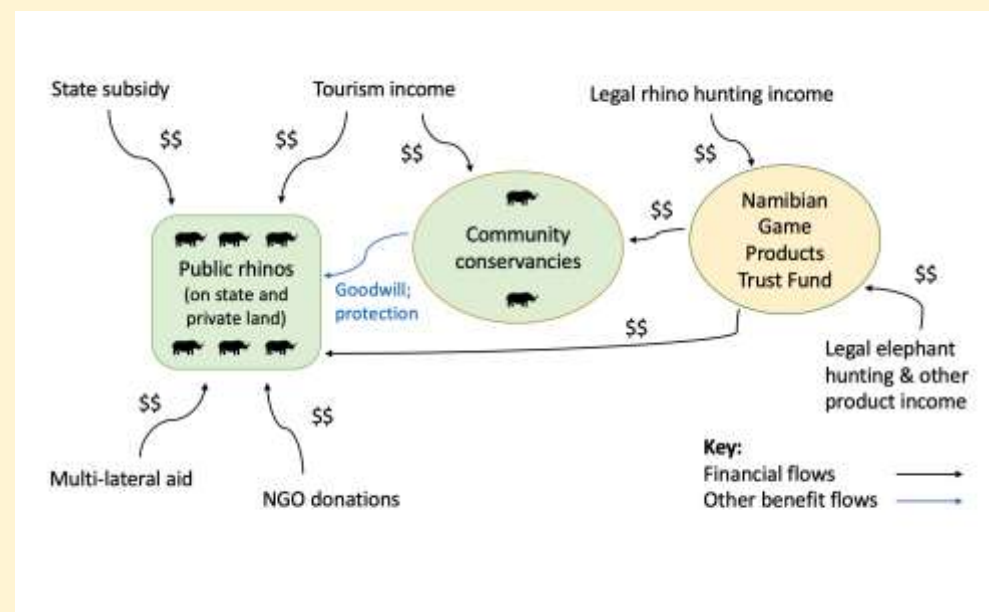 State subsidy
Tourism income
Legal rhino hunting income
$$
$$
$$
$$
Namibian
Game
Products
Trust Fund
$$
Community
conservancies
Public rhinos
(on state and
private land)
Goodwill;
protection
$$
$$
Legal elephant
hunting & other
product income
$$
$$
Multi-lateral aid
NGO donations
Key:
Financial flows
Other benefit flows